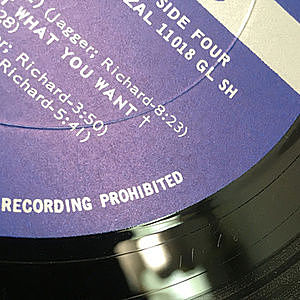 SIDE FOUR
ZAL 11018 GL SH
(Jagger; Richard-8:23)
WHAT YOU WANT †
Richard-3:50)
Richard-5:41)
RECORDING PROHIBITED